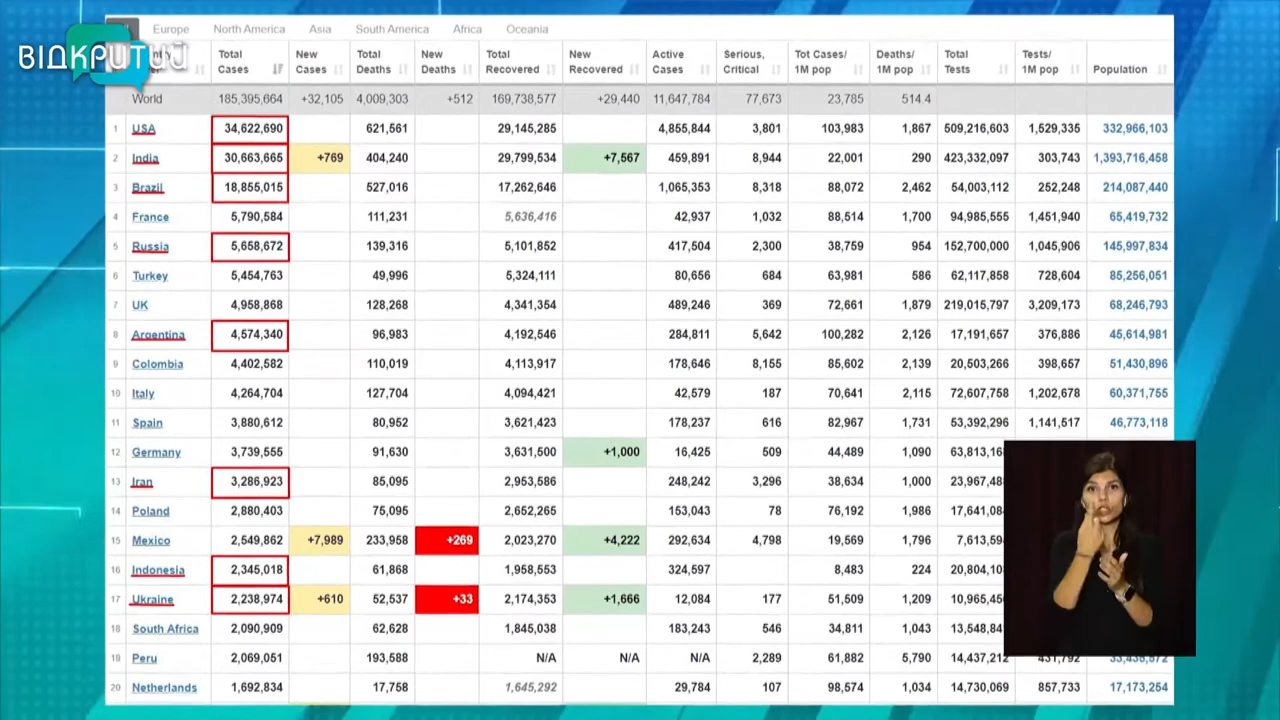 ВІДКРИТИЙ
Europe North America Asia South America Africa Oceania
Total Cases New Cases Total Deaths New Deaths Total Recovered New Recovered Active Cases Serious, Critical Tot Cases/ 1M pop Deaths/ 1M pop Total Tests Tests/ 1M pop Population
World 185,395,664 +32,105 4,009,303 +512 169,738,577 +29,440 11,647,784 77,673 23,785 514.4
1 USA 34,622,690 621,561 29,145,285 4,855,844 3,801 103,983 1,867 509,216,603 1,529,335 332,966,103
2 India 30,663,665 +769 404,240 29,799,534 +7,567 459,891 8,944 22,001 290 423,332,097 303,743 1,393,716,458
3 Brazil 18,855,015 527,016 17,262,646 1,065,353 8,318 88,072 2,462 54,003,112 252,248 214,087,440
4 France 5,790,584 111,231 5,636,416 42,937 1,032 88,514 1,700 94,985,555 1,451,940 65,419,732
5 Russia 5,658,672 139,316 5,101,852 417,504 2,300 38,759 954 152,700,000 1,045,906 145,997,834
6 Turkey 5,454,763 49,996 5,324,111 80,656 684 63,981 586 62,117,858 728,604 85,256,051
7 UK 4,958,868 128,268 4,341,354 489,246 369 72,661 1,879 219,015,797 3,209,173 68,246,793
8 Argentina 4,574,340 96,983 4,192,546 284,811 5,642 100,282 2,126 17,191,657 376,886 45,614,981
9 Colombia 4,402,582 110,019 4,113,917 178,646 8,155 85,602 2,139 20,503,266 398,657 51,430,896
10 Italy 4,264,704 127,704 4,094,421 42,579 187 70,641 2,115 72,607,758 1,202,678 60,371,755
11 Spain 3,880,612 80,952 3,621,423 178,237 616 82,967 1,731 53,392,296 1,141,517 46,773,118
12 Germany 3,739,555 91,630 3,631,500 +1,000 16,425 509 44,489 1,090 63,813,16
13 Iran 3,286,923 85,095 2,953,586 248,242 3,296 38,634 1,000 23,967,48
14 Poland 2,880,403 75,095 2,652,265 153,043 78 76,192 1,986 17,641,08
15 Mexico 2,549,862 +7,989 233,958 +269 2,023,270 +4,222 292,634 4,798 19,569 1,796 7,613,59
16 Indonesia 2,345,018 61,868 1,958,553 324,597 8,483 224 20,804,10
17 Ukraine 2,238,974 +610 52,537 +33 2,174,353 +1,666 12,084 177 51,509 1,209 10,965,45
18 South Africa 2,090,909 62,628 1,845,038 183,243 546 34,811 1,043 13,548,84
19 Peru 2,069,051 193,588 N/A N/A N/A 2,289 61,882 5,790 14,437,212
20 Netherlands 1,692,834 17,758 1,645,292 29,784 107 98,574 1,034 14,730,069 857,733 17,173,254